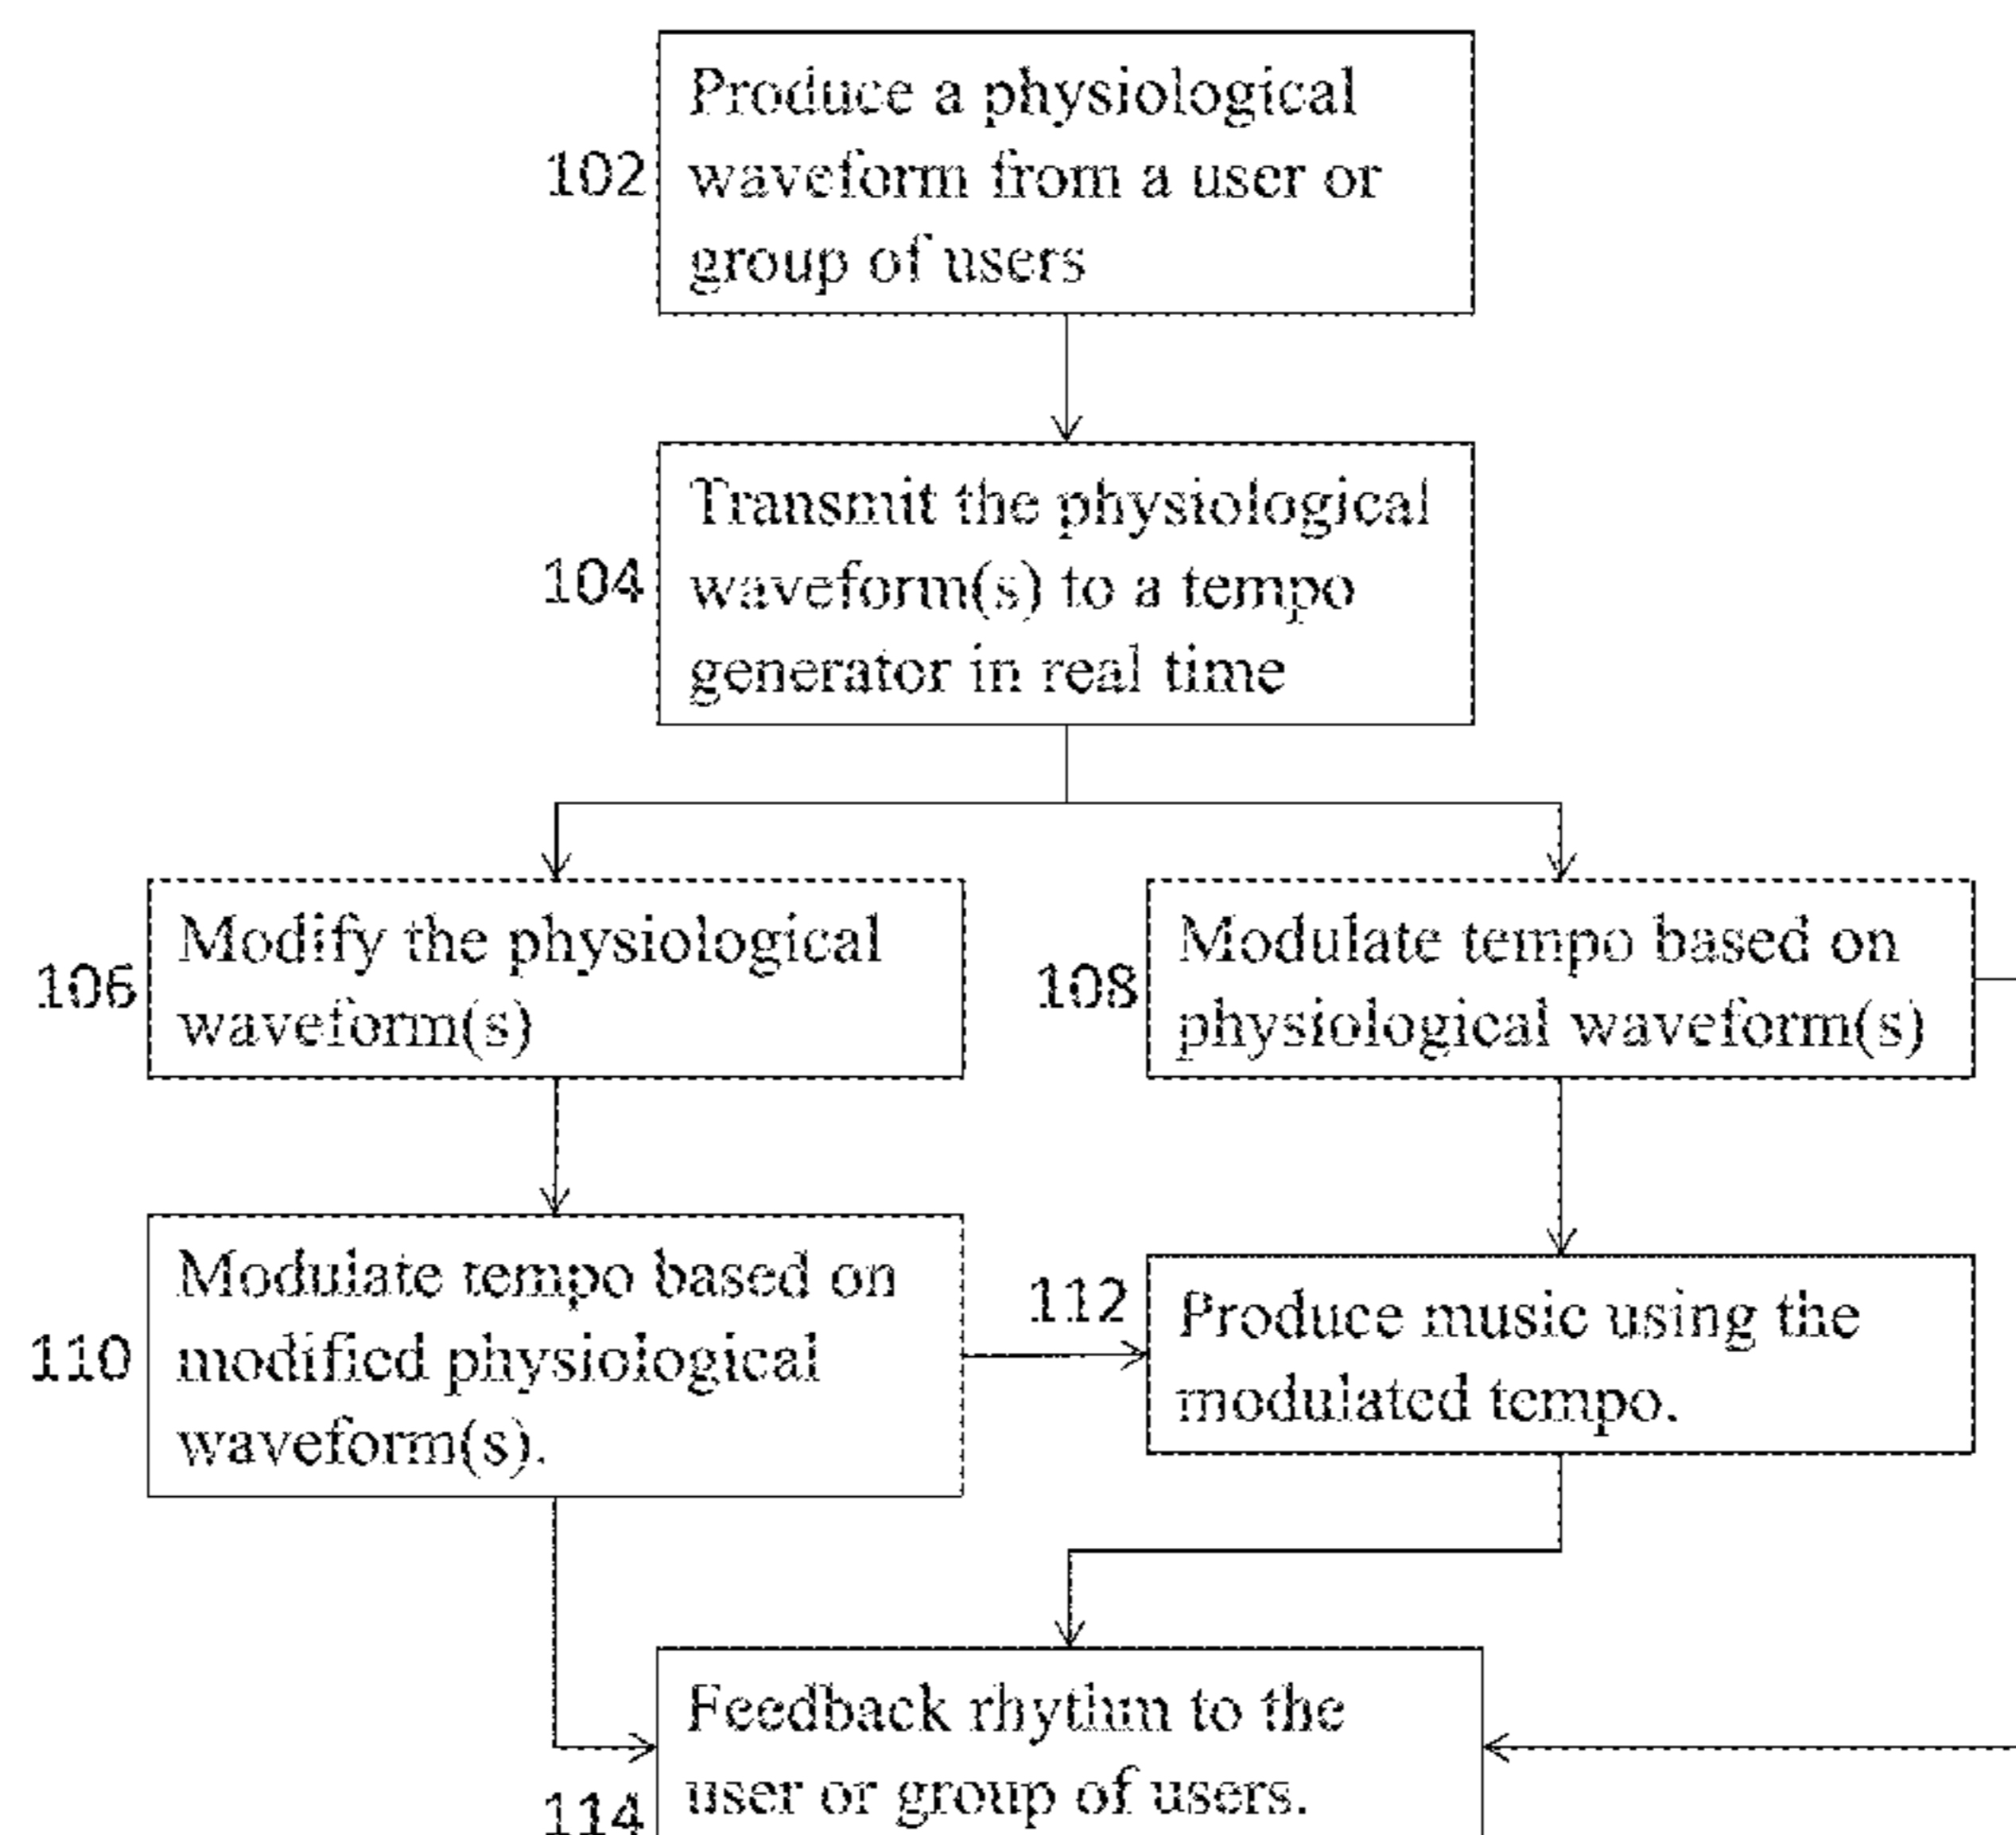 Produce a physiological
102
waveform from a user or
group of users
Transmit the physiological
104
waveform(s) to a tempo
generator in real time
106
Modify the physiological
waveform(s)
108
Modulate tempo based on
physiological waveform(s)
110
Modulate tempo based on
modified physiological
waveform(s).
112
Produce music using the
modulated tempo.
Feedback rhythm to the
user or group of users.
114